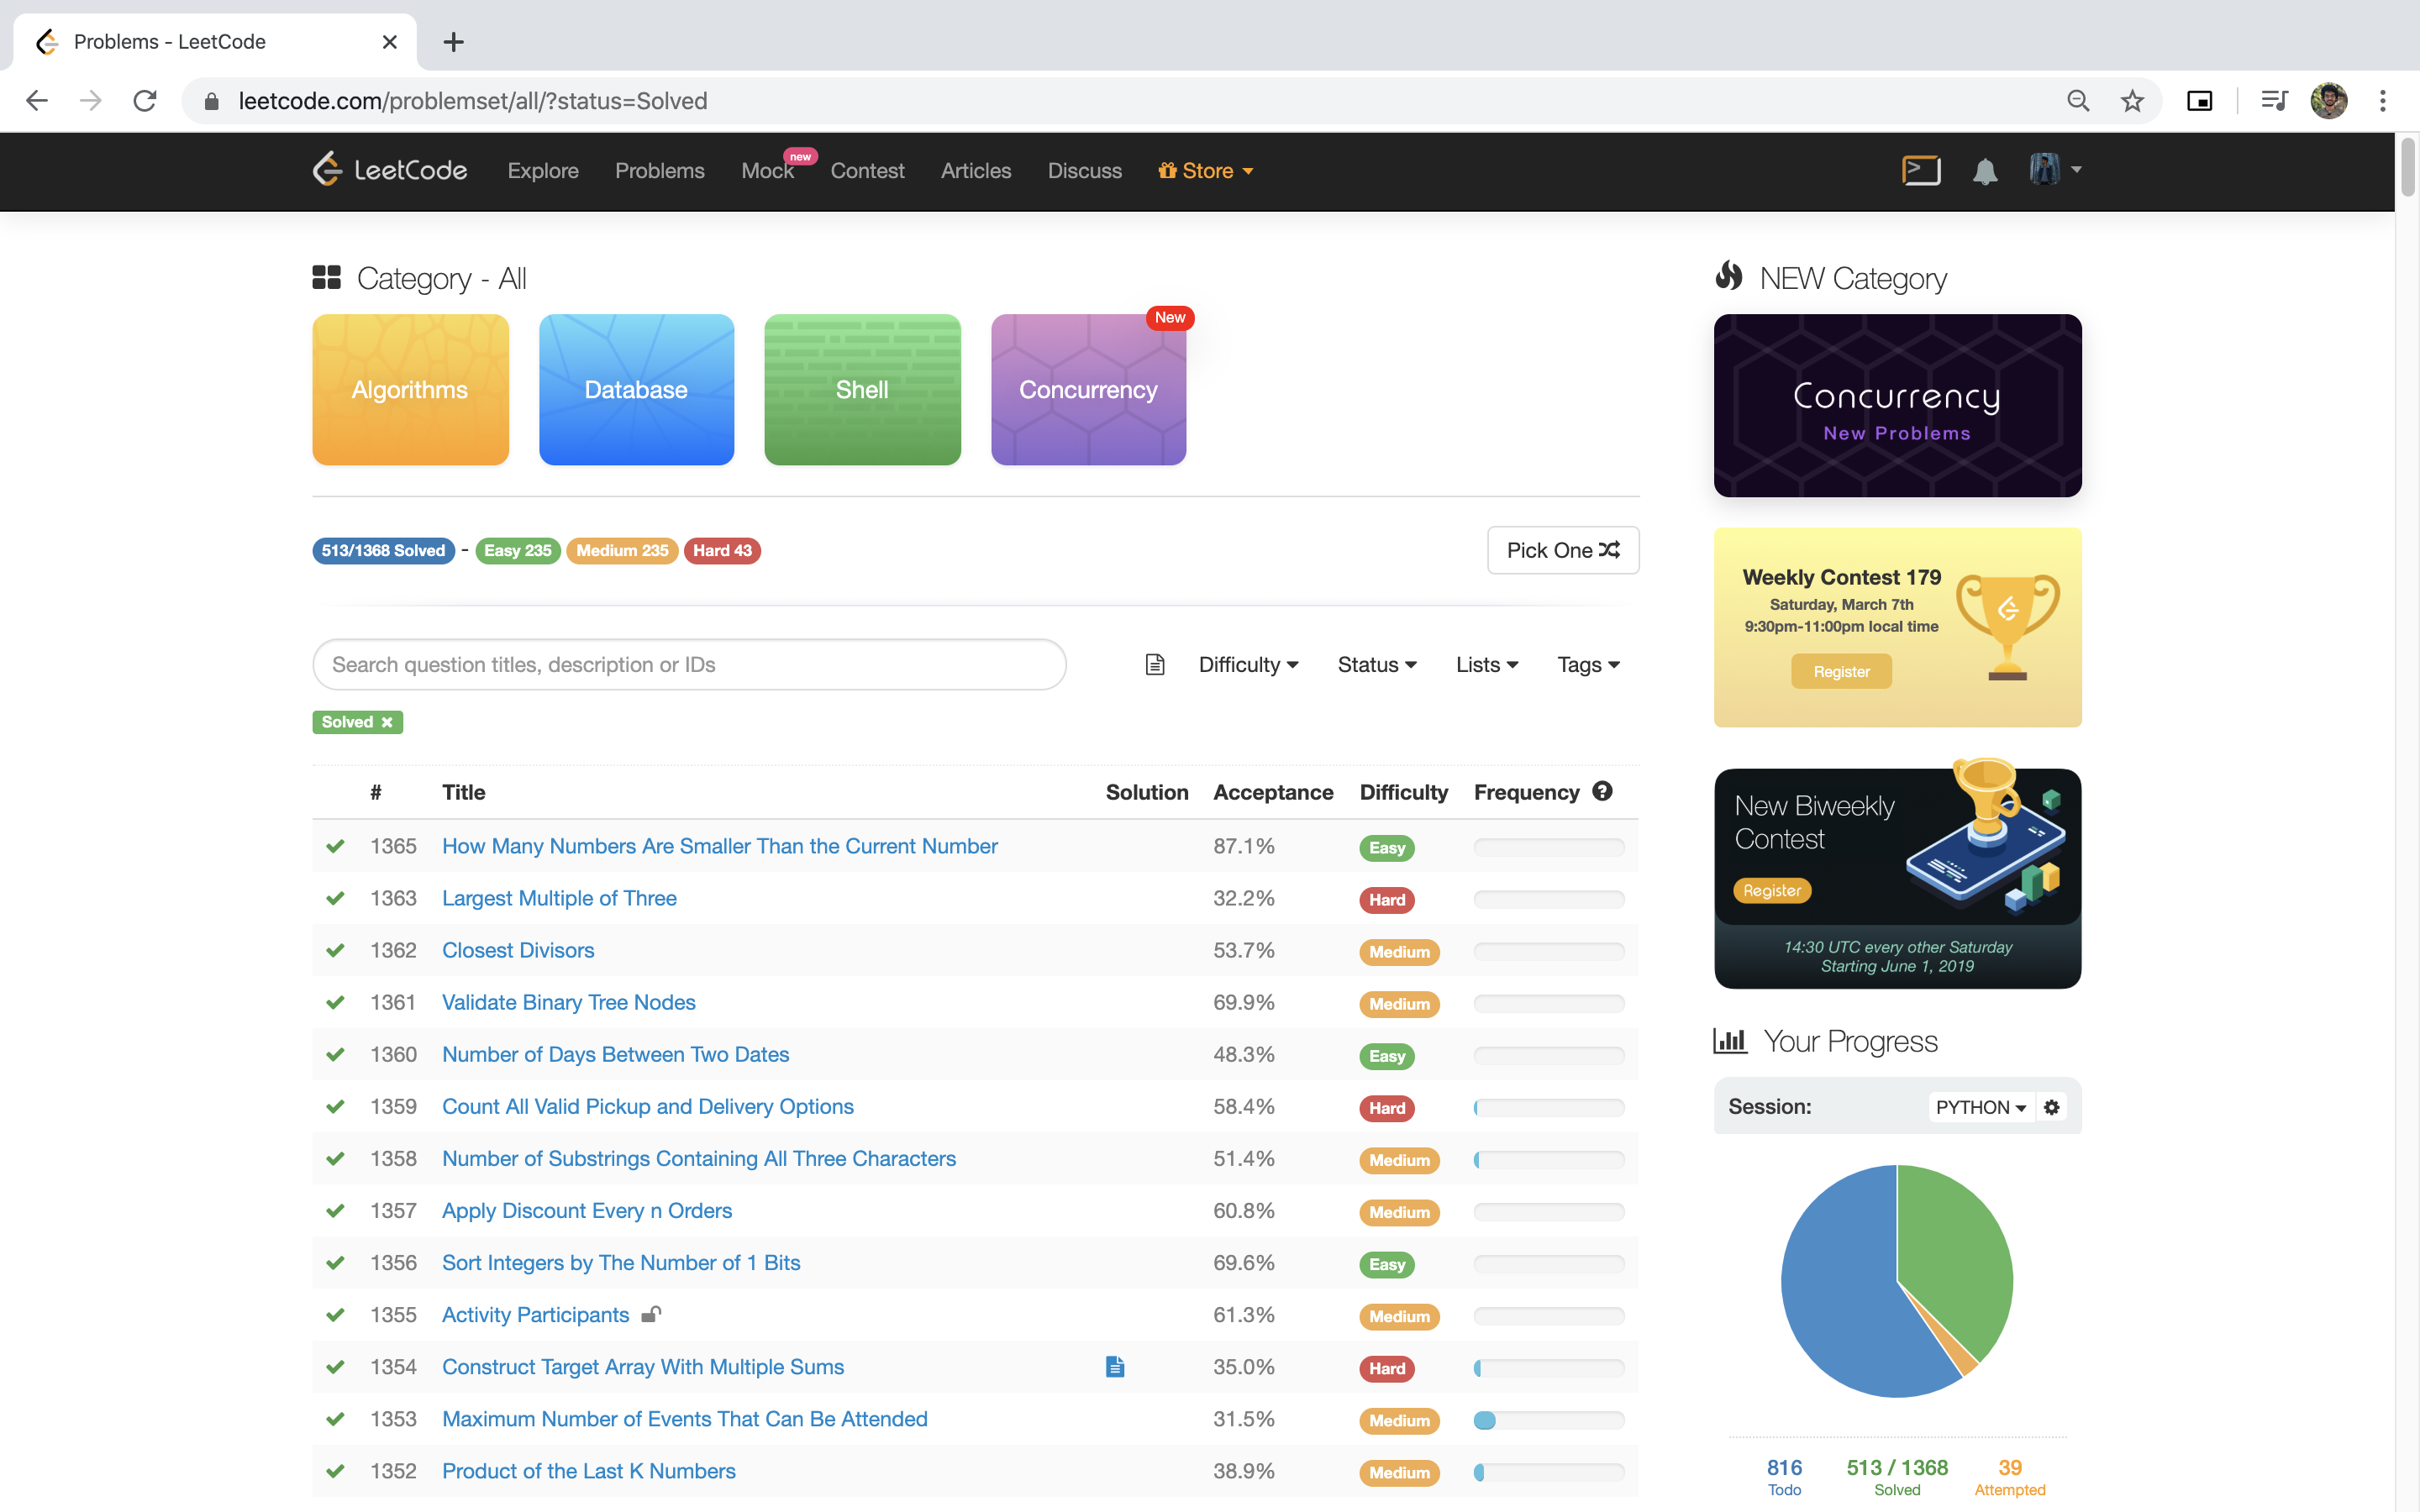 Problems - LeetCode
leetcode.com/problemset/all/?status=Solved
LeetCode Explore Problems Mock new Contest Articles Discuss Store
Category - All
Algorithms Database Shell Concurrency New
513/1368 Solved - Easy 235 Medium 235 Hard 43 Pick One
Search question titles, description or IDs Difficulty Status Lists Tags
Solved
# Title Solution Acceptance Difficulty Frequency
1365 How Many Numbers Are Smaller Than the Current Number 87.1% Easy
1363 Largest Multiple of Three 32.2% Hard
1362 Closest Divisors 53.7% Medium
1361 Validate Binary Tree Nodes 69.9% Medium
1360 Number of Days Between Two Dates 48.3% Easy
1359 Count All Valid Pickup and Delivery Options 58.4% Hard
1358 Number of Substrings Containing All Three Characters 51.4% Medium
1357 Apply Discount Every n Orders 60.8% Medium
1356 Sort Integers by The Number of 1 Bits 69.6% Easy
1355 Activity Participants 61.3% Medium
1354 Construct Target Array With Multiple Sums 35.0% Hard
1353 Maximum Number of Events That Can Be Attended 31.5% Medium
1352 Product of the Last K Numbers 38.9% Medium
NEW Category
Concurrency
New Problems
Weekly Contest 179
Saturday, March 7th
9:30pm-11:00pm local time
Register
New Biweekly
Contest
Register
14:30 UTC every other Saturday
Starting June 1, 2019
Your Progress
Session: PYTHON
816 513 / 1368 39
Todo Solved Attempted